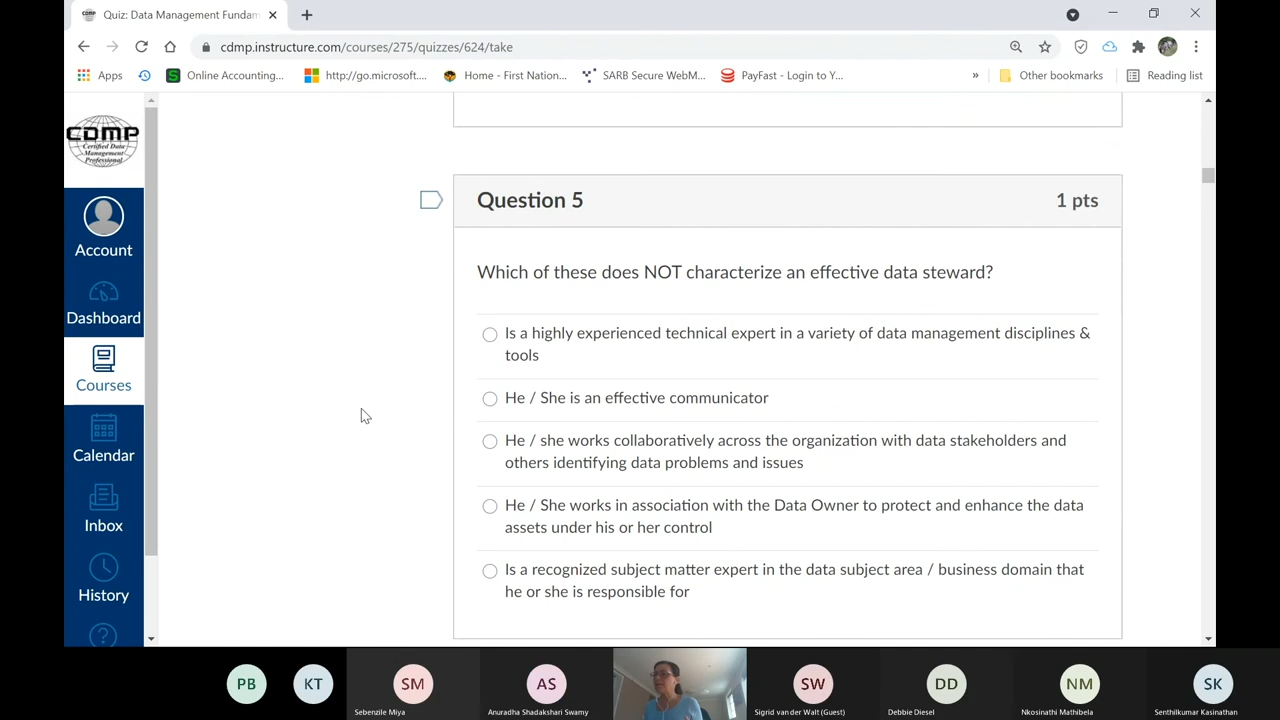 Quiz: Data Management Fundam
cdmp.instructure.com/courses/275/quizzes/624/take
Apps
Online Accounting...
http://go.microsoft....
Home - First Nation...
SARB Secure WebM...
PayFast - Login to Y...
»
Other bookmarks
Reading list
CDMP
Certified Data
Management
Professional
Account
Dashboard
Courses
Calendar
Inbox
History
Question 5
1 pts
Which of these does NOT characterize an effective data steward?
Is a highly experienced technical expert in a variety of data management disciplines &
tools
He / She is an effective communicator
He / she works collaboratively across the organization with data stakeholders and
others identifying data problems and issues
He / She works in association with the Data Owner to protect and enhance the data
assets under his or her control
Is a recognized subject matter expert in the data subject area / business domain that
he or she is responsible for
PB
KT
SM
Sebenzile Miya
AS
Anuradha Shadakshari Swamy
SW
Sigrid van der Walt (Guest)
DD
Debbie Diesel
NM
Nkosinathi Mathibela
SK
Senthilkumar Kasinathan